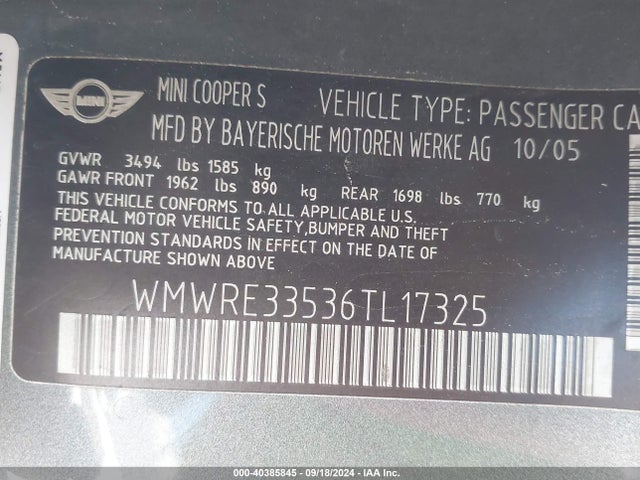 MINI
MINI COOPER S VEHICLE TYPE: PASSENGER CA
MFD BY BAYERISCHE MOTOREN WERKE AG 10/05
GVWR 3494 lbs 1585 kg
GAWR FRONT 1962 lbs 890 kg REAR 1698 lbs 770 kg
THIS VEHICLE CONFORMS TO ALL APPLICABLE U.S.
FEDERAL MOTOR VEHICLE SAFETY,BUMPER AND THEFT
PREVENTION STANDARDS IN EFFECT ON THE DATE OF
MANUFACTURE SHOWN ABOVE
WMWRE33536TL17325
000-40385845 - 09/18/2024 - IAA Inc.